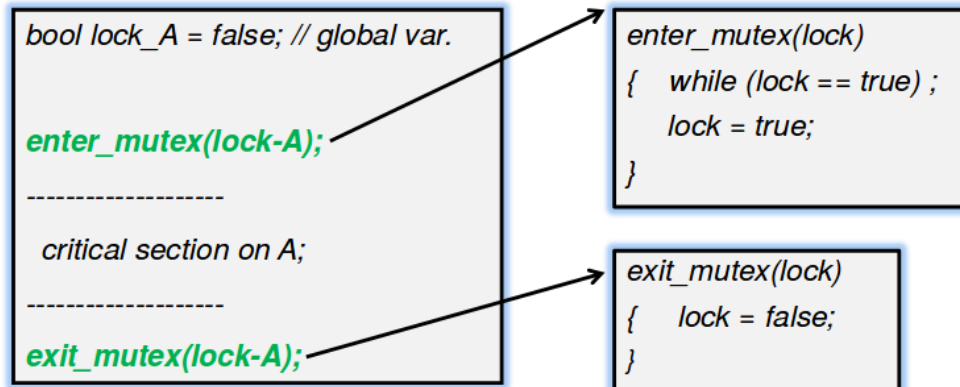 bool lock_A = false; // global var.
enter_mutex(lock-A);
--------------------
critical section on A;
--------------------
exit_mutex(lock-A);
enter_mutex(lock)
{ while (lock == true) ;
lock = true;
}
exit_mutex(lock)
{ lock = false;
}